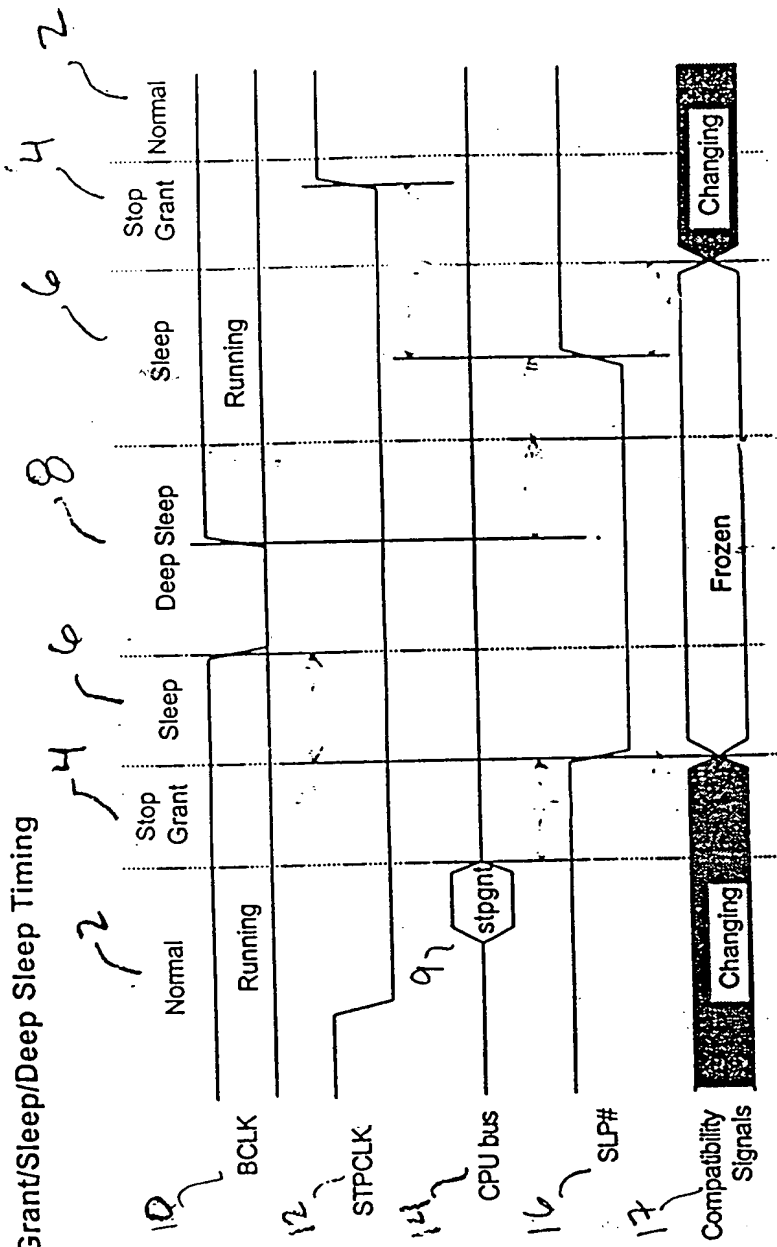 Grant/Sleep/Deep Sleep Timing
2 4 6 8 6 4 2
Normal
Stop Grant
Sleep
Deep Sleep
Sleep
Stop Grant
Normal
10
BCLK
Running
Running
12
STPCLK
14
CPU bus
9
stpgnt
16
SLP#
17
Compatibility
Signals
Changing
Frozen
Changing